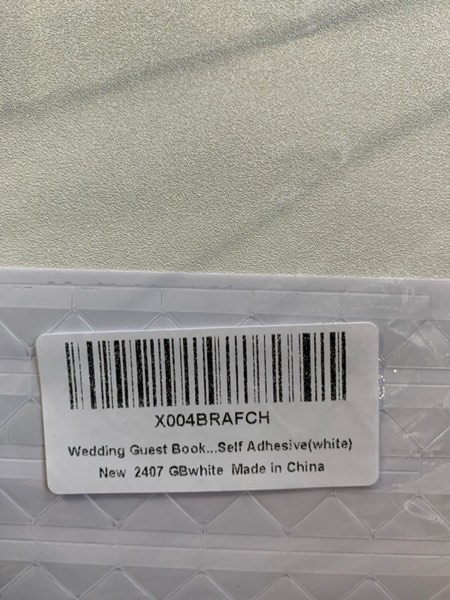 X004BRAFCH
Wedding Guest Book...Self Adhesive(white)
New 2407 GBwhite Made in China